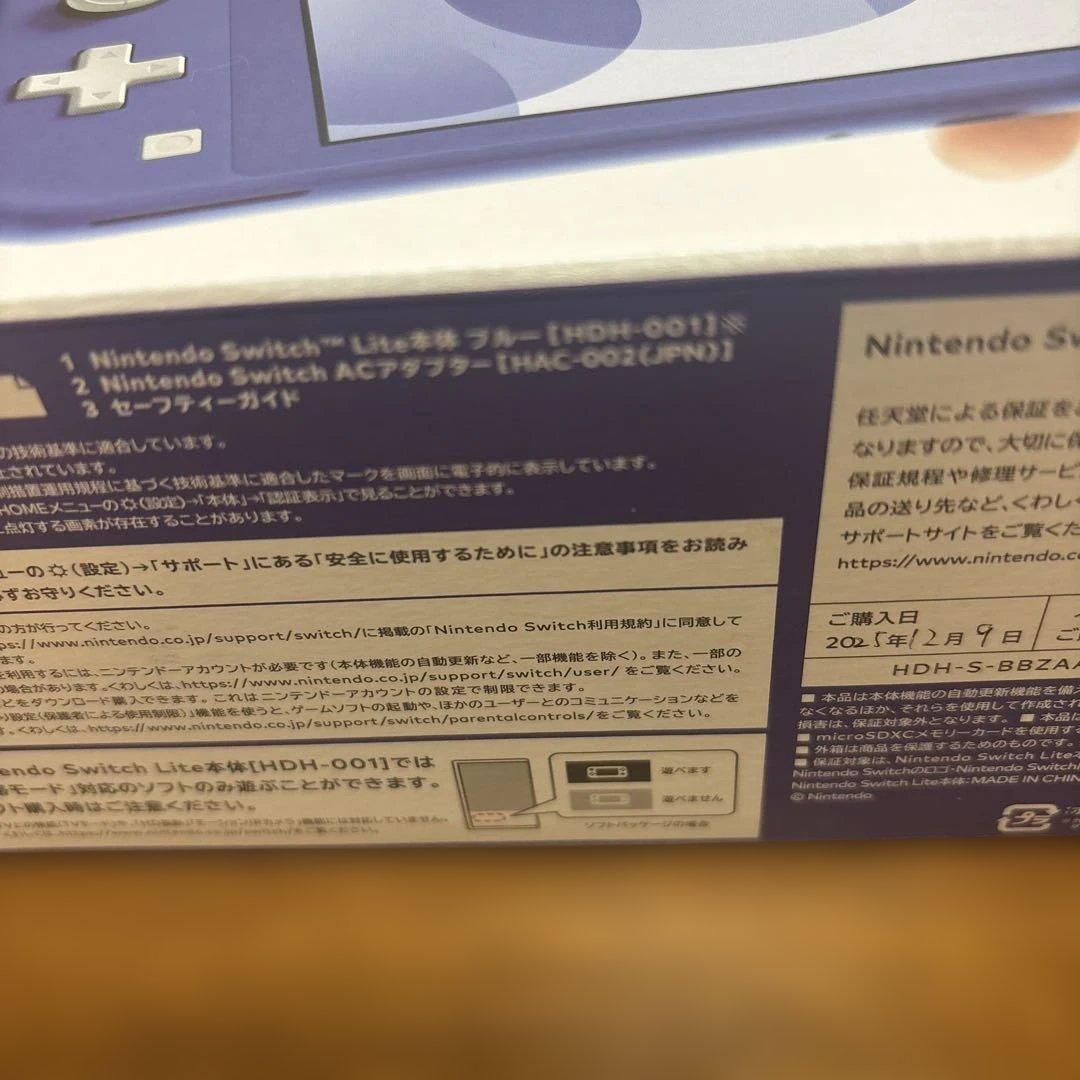 1 Nintendo Switch™ Lite本体 ブルー[HDH-001]※
2 Nintendo Switch ACアダプター[HAC-002(JPN)]
3 セーフティーガイド
の技術基準に適合しています。
されています。
措置運用規程に基づく技術基準に適合したマークを画面に電子的に表示しています。
HOMEメニューの(設定)→「本体」→「認証表示」で見ることができます。
点灯する画素が存在することがあります。
ューの(設定)→「サポート」にある「安全に使用するために」の注意事項をお読み
ずお守りください。
の方が行ってください。
ps://www.nintendo.co.jp/support/switch/に掲載の「Nintendo Switch利用規約」に同意して
ます。
を利用するには、ニンテンドーアカウントが必要です(本体機能の自動更新など、一部機能を除く)。また、一部の
の場合があります。くわしくは、https://www.nintendo.co.jp/support/switch/user/ をご覧ください。
どをダウンロード購入できます。これはニンテンドーアカウントの設定で制限できます。
り設定(保護者による使用制限)」機能を使うと、ゲームソフトの起動や、ほかのユーザーとのコミュニケーションなどを
す。くわしくは、https://www.nintendo.co.jp/support/switch/parentalcontrols/をご覧ください。
endo Switch Lite本体[HDH-001]では
モード」対応のソフトのみ遊ぶことができます。
ト購入時はご注意ください。
遊べます
遊べません
ソフトパッケージの場合
Nintendo Sw
任天堂による保証を
なりますので、大切に保
保証規程や修理サービ
品の送り先など、くわしく
サポートサイトをご覧くだ
https://www.nintendo.co
ご購入日
2025年12月9日
HDH-S-BBZAA
■ 本品は本体機能の自動更新機能を備
なくなるほか、それらを使用して作成され
損害は、保証対象外となります。 ■ 本品は
■ microSDXCメモリーカードを使用する
■ 外箱は商品を保護するためのものです。
■ 保証対象は、Nintendo Switch Lite
Nintendo Switchのロゴ・Nintendo Switch
Nintendo Switch Lite本体:MADE IN CHIN
© Nintendo